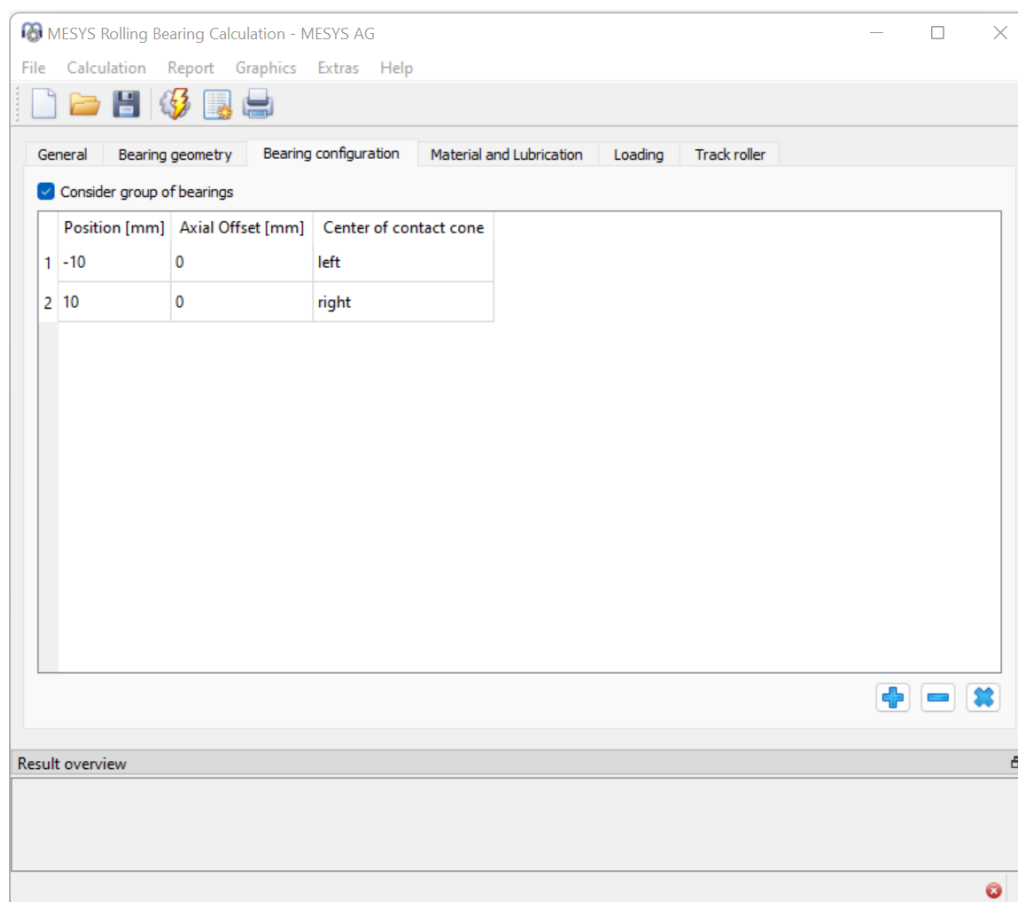 MESYS Rolling Bearing Calculation - MESYS AG
File Calculation Report Graphics Extras Help
General Bearing geometry Bearing configuration Material and Lubrication Loading Track roller
Consider group of bearings
Position [mm] Axial Offset [mm] Center of contact cone
1 -10 0 left
2 10 0 right
Result overview